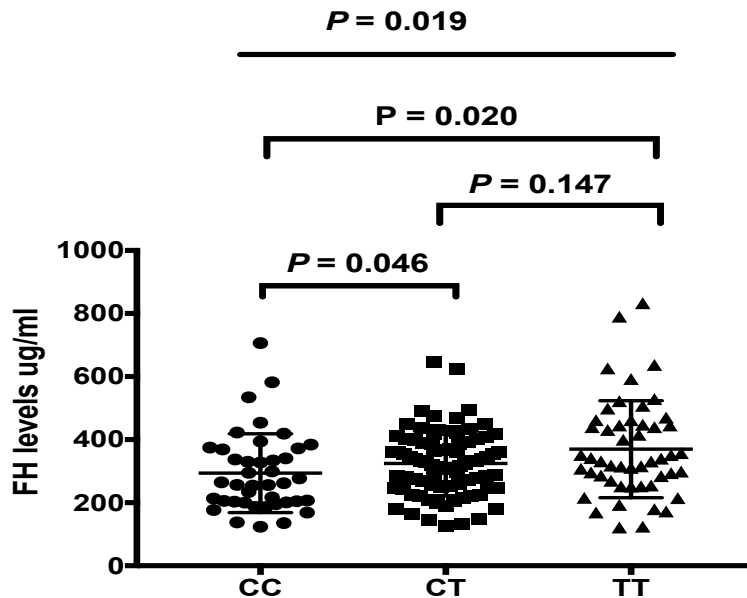 P = 0.019
P = 0.020
P = 0.147
P = 0.046
FH levels ug/ml
1000
800
600
400
200
0
CC CT TT